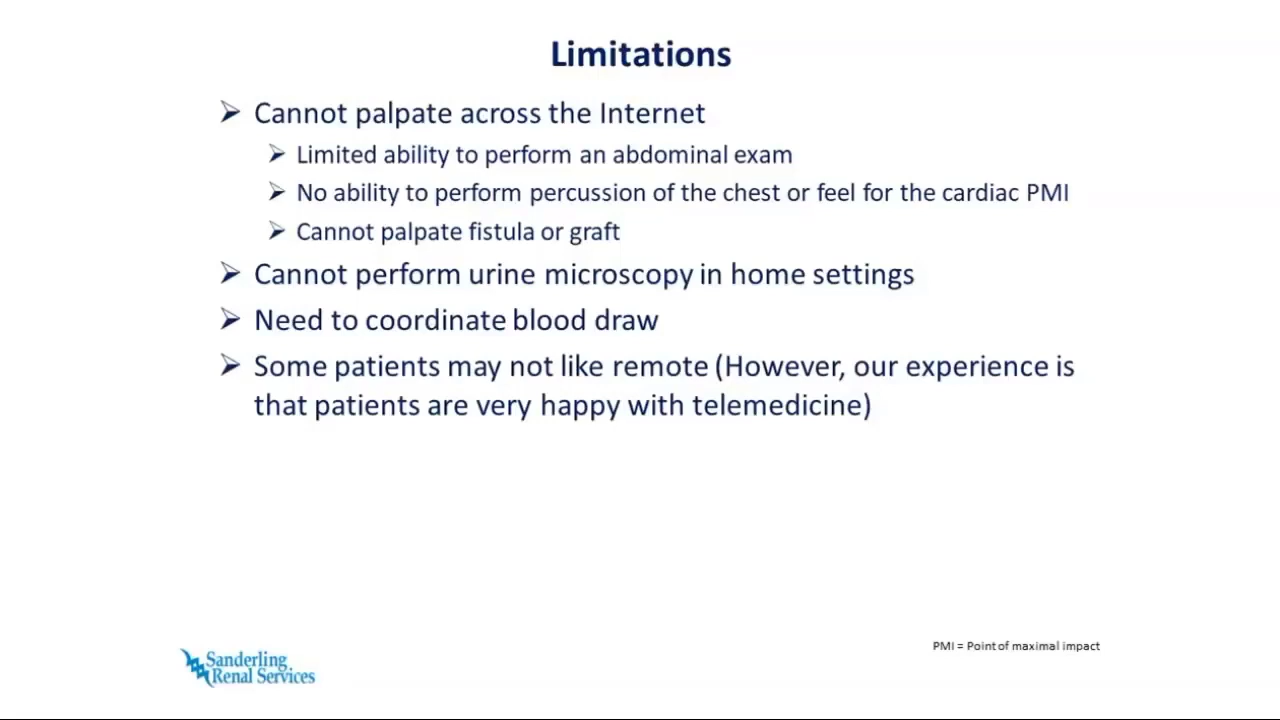 Limitations
Cannot palpate across the Internet
Limited ability to perform an abdominal exam
No ability to perform percussion of the chest or feel for the cardiac PMI
Cannot palpate fistula or graft
Cannot perform urine microscopy in home settings
Need to coordinate blood draw
Some patients may not like remote (However, our experience is
that patients are very happy with telemedicine)
PMI = Point of maximal impact
Sanderling
Renal Services